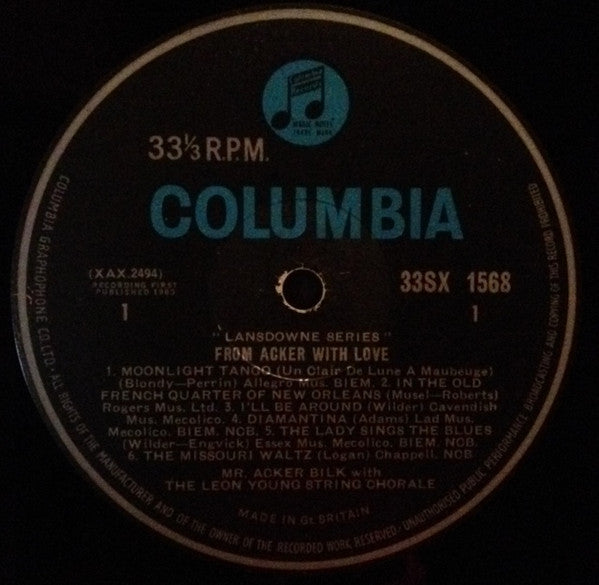 MAGIC NOTES
TRADE MARK
33⅓ R.P.M.
COLUMBIA
(XAX.2494)
RECORDING FIRST
PUBLISHED 1963
1
33SX 1568
1
"LANSDOWNE SERIES"
FROM ACKER WITH LOVE
1. MOONLIGHT TANGO (Un Clair De Lune A Maubeuge)
(Blondy—Perrin) Allegro Mus. BIEM. 2. IN THE OLD
FRENCH QUARTER OF NEW ORLEANS (Musel—Roberts)
Rogers Mus. Ltd. 3. I'LL BE AROUND (Wilder) Cavendish
Mus. Mecolico. 4. DIAMANTINA (Adams) Lad Mus.
Mecolico. BIEM. NCB. 5. THE LADY SINGS THE BLUES
(Wilder—Engvick) Essex Mus. Mecolico. BIEM. NCB.
6. THE MISSOURI WALTZ (Logan) Chappell. NCB
MR. ACKER BILK with
THE LEON YOUNG STRING CHORALE
MADE IN Gt. BRITAIN
COLUMBIA GRAPHOPHONE CO. LTD. · ALL RIGHTS OF THE MANUFACTURER AND OF THE OWNER OF THE RECORDED WORK RESERVED · UNAUTHORISED PUBLIC PERFORMANCE, BROADCASTING AND COPYING OF THIS RECORD PROHIBITED